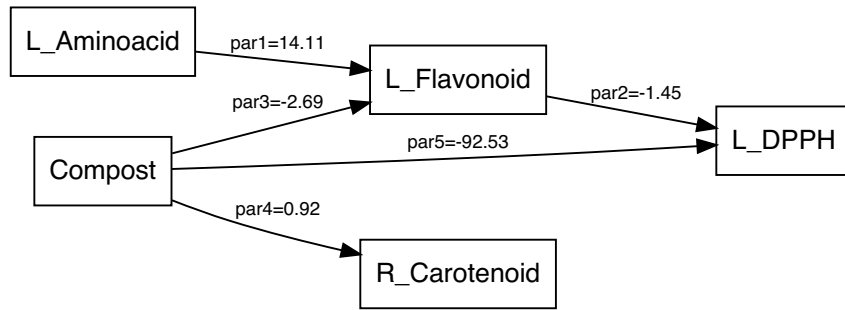 L_Aminoacid
par1=14.11
L_Flavonoid
par3=-2.69
par2=-1.45
L_DPPH
par5=-92.53
Compost
par4=0.92
R_Carotenoid